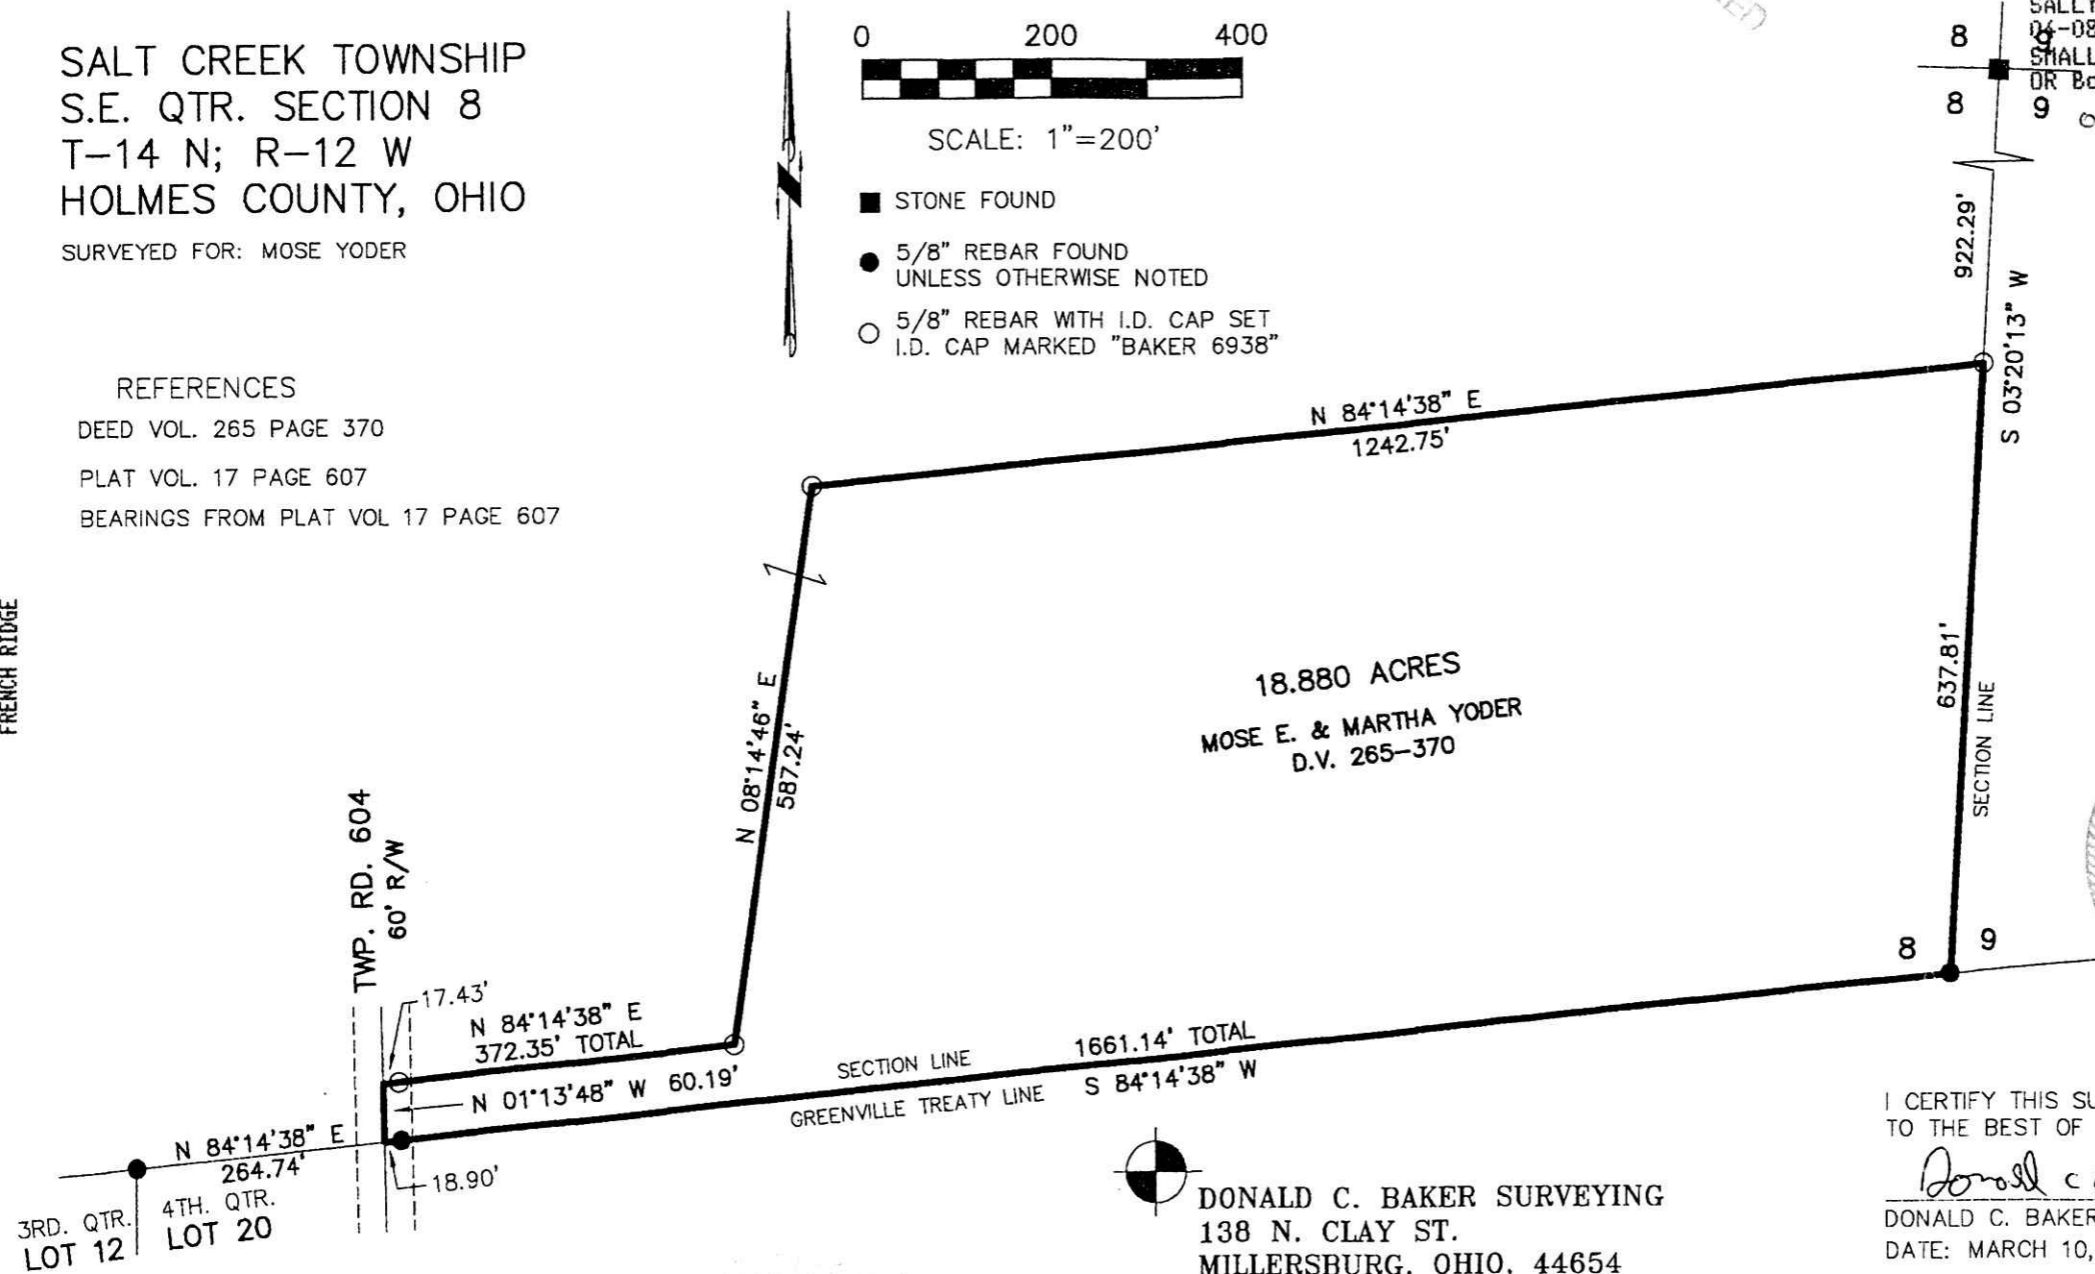 SALT CREEK TOWNSHIP
S.E. QTR. SECTION 8
T-14 N; R-12 W
HOLMES COUNTY, OHIO
SURVEYED FOR: MOSE YODER
REFERENCES
DEED VOL. 265 PAGE 370
PLAT VOL. 17 PAGE 607
BEARINGS FROM PLAT VOL 17 PAGE 607
FRENCH RIDGE
0 200 400
SCALE: 1"=200'
STONE FOUND
5/8" REBAR FOUND
UNLESS OTHERWISE NOTED
5/8" REBAR WITH I.D. CAP SET
I.D. CAP MARKED "BAKER 6938"
8 9
8 9
SMALL
OR
922.29'
S 03°20'13" W
N 84°14'38" E
1242.75'
637.81'
SECTION LINE
18.880 ACRES
MOSE E. & MARTHA YODER
D.V. 265-370
N 08°14'46" E
587.24'
TWP. RD. 604
60' R/W
17.43'
N 84°14'38" E
372.35' TOTAL
N 01°13'48" W 60.19'
SECTION LINE
GREENVILLE TREATY LINE
1661.14' TOTAL
S 84°14'38" W
8 9
N 84°14'38" E
264.74'
18.90'
3RD. QTR.
LOT 12
4TH. QTR.
LOT 20
DONALD C. BAKER SURVEYING
138 N. CLAY ST.
MILLERSBURG, OHIO, 44654
I CERTIFY THIS
TO THE BEST OF
Donald C
DONALD C. BAKER
DATE: MARCH 10,